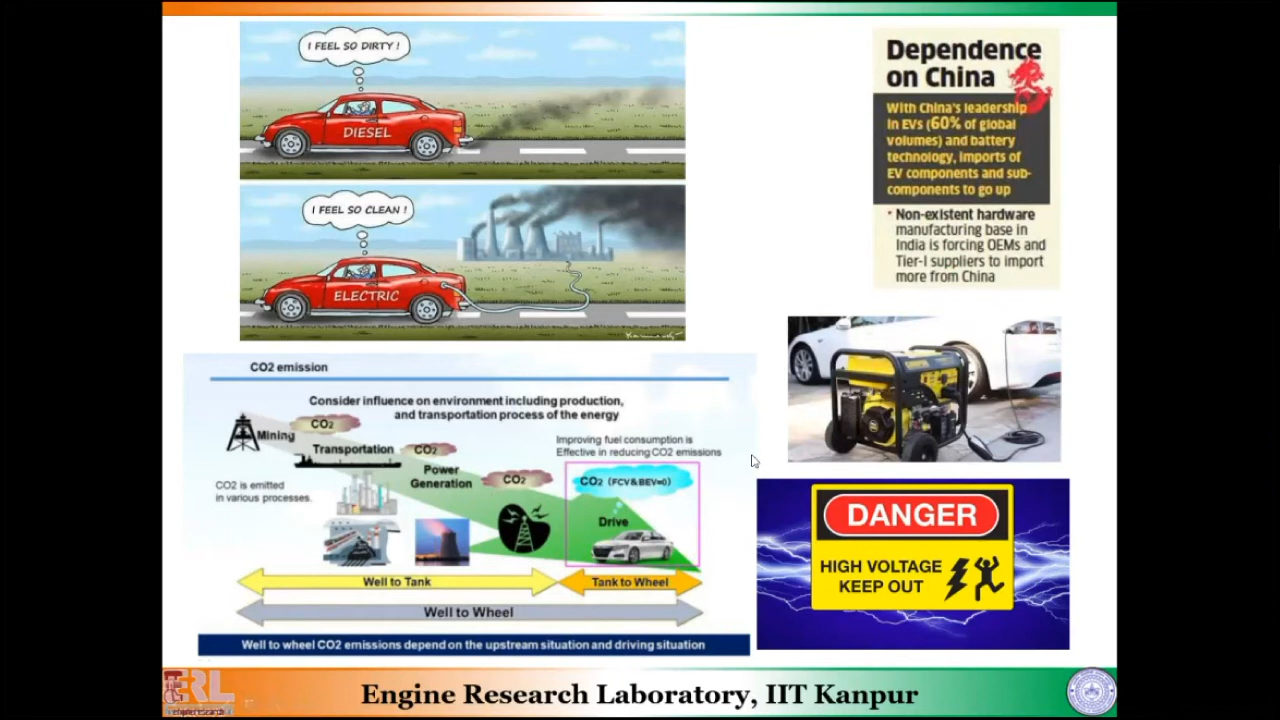 I FEEL SO DIRTY !
DIESEL
I FEEL SO CLEAN !
ELECTRIC
Dependence
on China
With China's leadership
in EVs (60% of global
volumes) and battery
technology, imports of
EV components and sub-
components to go up
Non-existent hardware
manufacturing base in
India is forcing OEMs and
Tier-I suppliers to import
more from China
CO2 emission
Consider influence on environment including production,
and transportation process of the energy
Mining
CO2
Transportation
CO2
Power
Generation
CO2
CO2 is emitted
in various processes.
Improving fuel consumption is
Effective in reducing CO2 emissions
CO2 (FCV&BEV=0)
Drive
Well to Tank
Tank to Wheel
Well to Wheel
Well to wheel CO2 emissions depend on the upstream situation and driving situation
DANGER
HIGH VOLTAGE
KEEP OUT
ERL
Engine Research Laboratory, IIT Kanpur